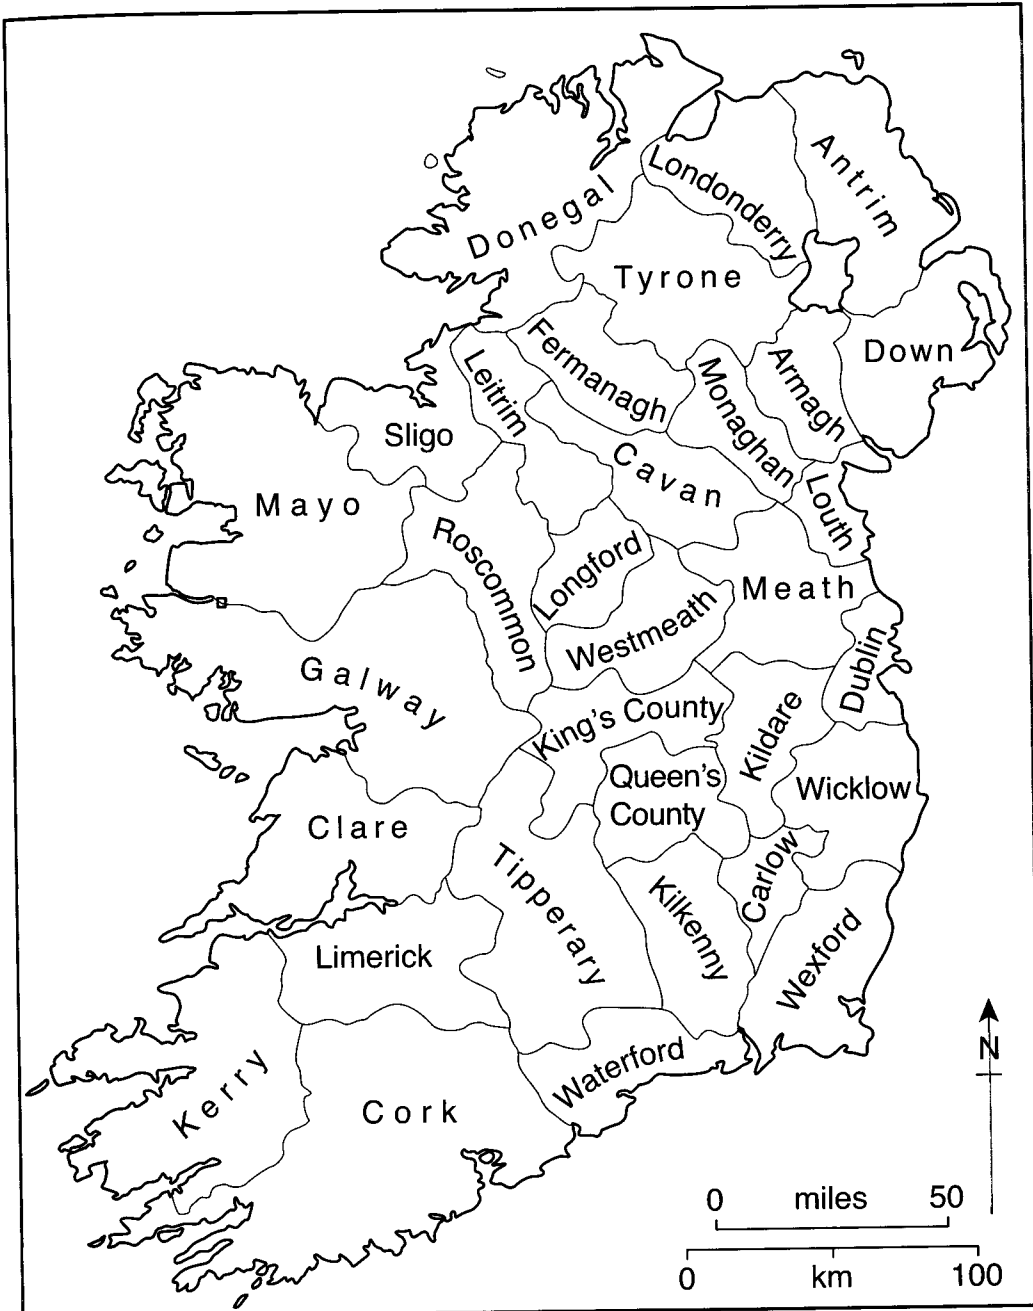 Londonderry
Antrim
Donegal
Tyrone
Fermanagh
Down
Armagh
Leitrim
Monaghan
Sligo
Cavan
Mayo
Louth
Roscommon
Longford
Meath
Westmeath
Dublin
Galway
King's County
Kildare
Queen's
County
Wicklow
Clare
Carlow
Tipperary
Kilkenny
Limerick
Wexford
N
Waterford
Kerry
Cork
0 miles 50
0 km 100